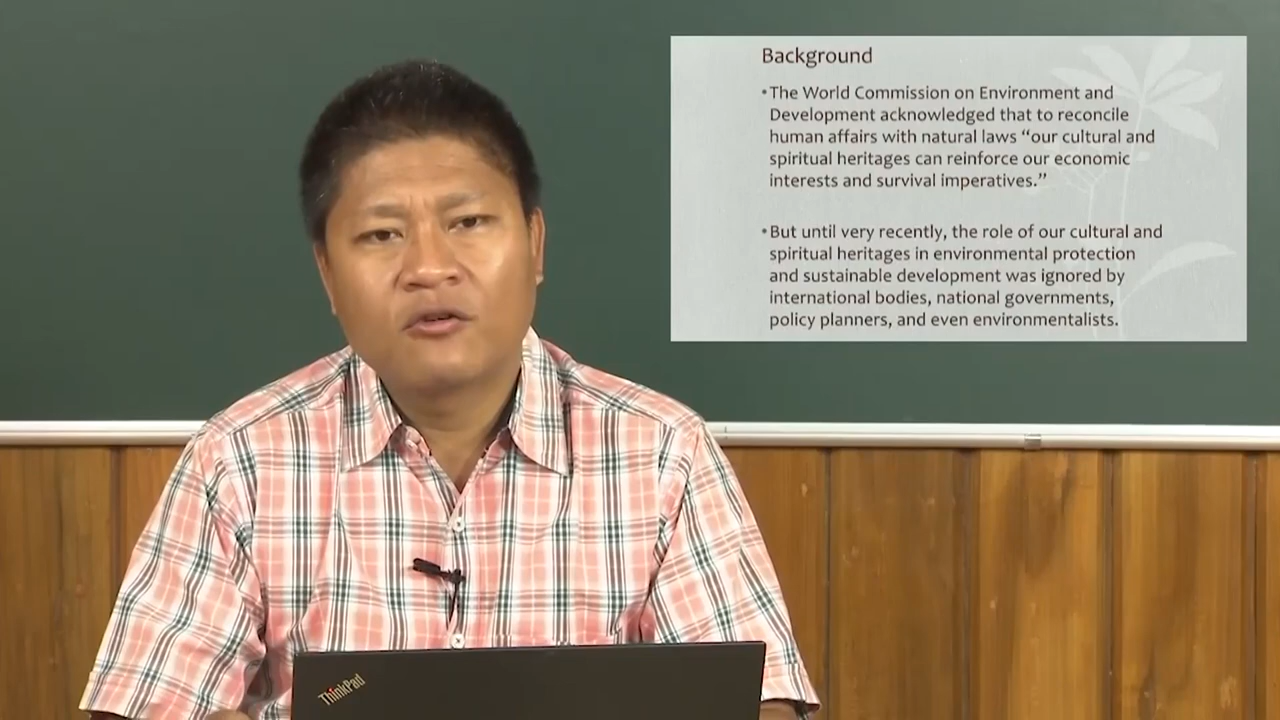 Background
•The World Commission on Environment and
Development acknowledged that to reconcile
human affairs with natural laws “our cultural and
spiritual heritages can reinforce our economic
interests and survival imperatives.”
•But until very recently, the role of our cultural and
spiritual heritages in environmental protection
and sustainable development was ignored by
international bodies, national governments,
policy planners, and even environmentalists.
ThinkPad